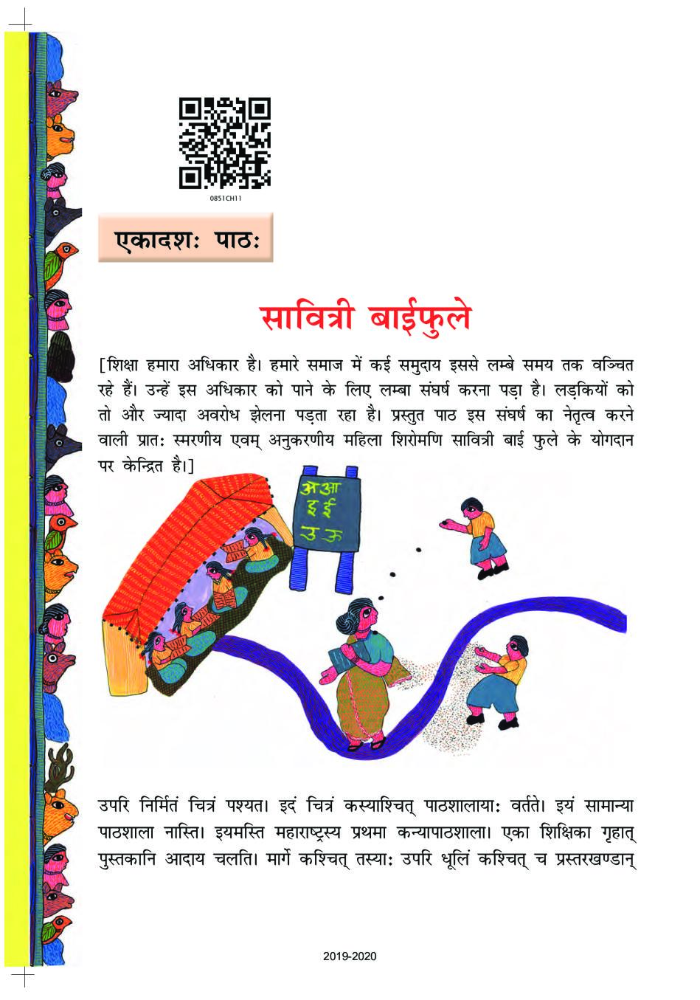 0851CH11
एकादशः पाठः
सावित्री बाईफुले
[शिक्षा हमारा अधिकार है। हमारे समाज में कई समुदाय इससे लम्बे समय तक वञ्चित
रहे हैं। उन्हें इस अधिकार को पाने के लिए लम्बा संघर्ष करना पड़ा है। लड़कियों को
तो और ज्यादा अवरोध झेलना पड़ता रहा है। प्रस्तुत पाठ इस संघर्ष का नेतृत्व करने
वाली प्रातः स्मरणीय एवम् अनुकरणीय महिला शिरोमणि सावित्री बाई फुले के योगदान
पर केन्द्रित है।]
अ आ
इ ई
उ ऊ
उपरि निर्मितं चित्रं पश्यत। इदं चित्रं कस्याश्चित् पाठशालायाः वर्तते। इयं सामान्या
पाठशाला नास्ति। इयमस्ति महाराष्ट्रस्य प्रथमा कन्यापाठशाला। एका शिक्षिका गृहात्
पुस्तकानि आदाय चलति। मार्गे कश्चित् तस्याः उपरि धूलिं कश्चित् च प्रस्तरखण्डान्
2019-2020